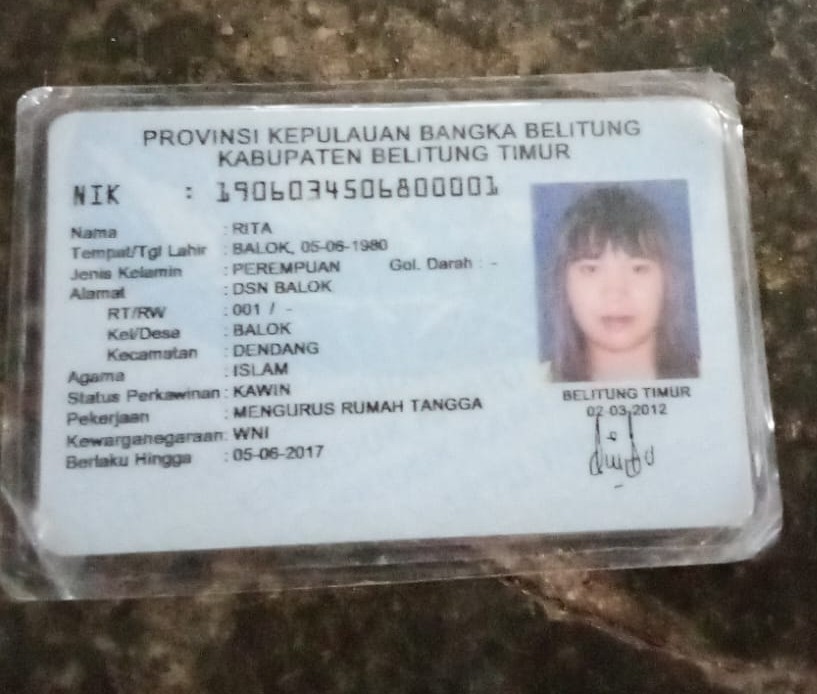 PROVINSI KEPULAUAN BANGKA BELITUNG
KABUPATEN BELITUNG TIMUR
NIK : 1906034506800001
Nama : RITA
Tempat/Tgl Lahir : BALOK, 05-06-1980
Jenis Kelamin : PEREMPUAN Gol. Darah : -
Alamat : DSN BALOK
RT/RW : 001 / -
Kel/Desa : BALOK
Kecamatan : DENDANG
Agama : ISLAM
Status Perkawinan : KAWIN
Pekerjaan : MENGURUS RUMAH TANGGA
Kewarganegaraan: WNI
Berlaku Hingga : 05-06-2017
BELITUNG TIMUR
02-03-2012